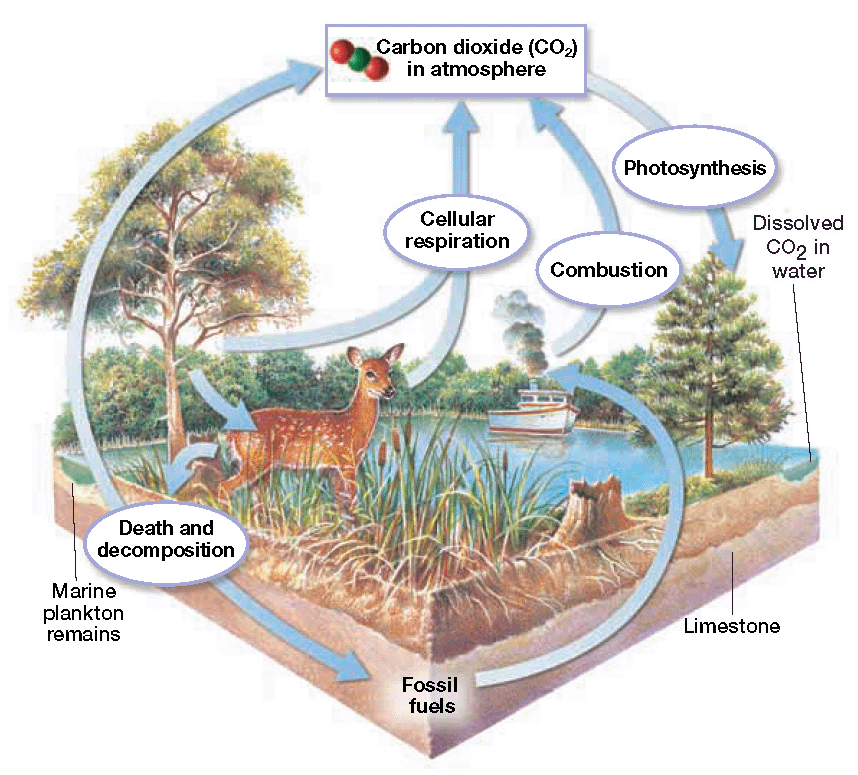 Carbon dioxide (CO₂)
in atmosphere
Photosynthesis
Cellular
respiration
Combustion
Dissolved
CO₂ in
water
Death and
decomposition
Marine
plankton
remains
Limestone
Fossil
fuels